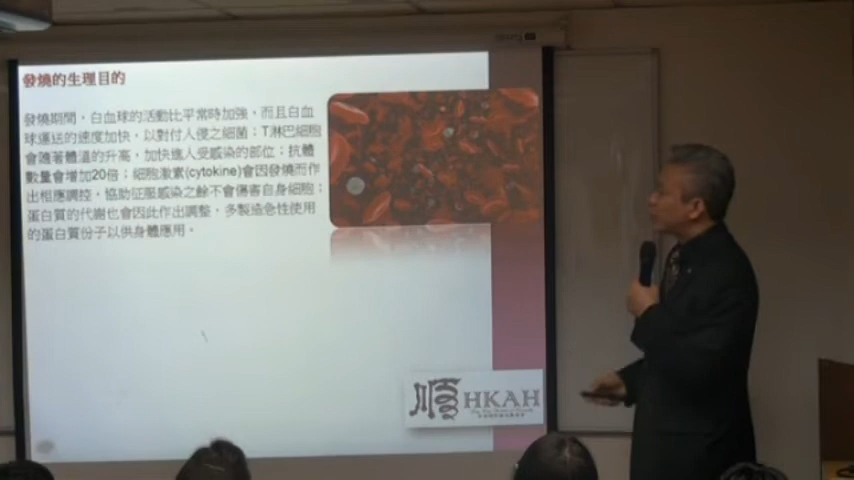 發燒的生理目的
發燒期間，白血球的活動比平常時加強，而且白血
球運送的速度加快，以對付入侵之細菌；T淋巴細胞
會隨著體溫的升高，加快進入受感染的部位；抗體
數量會增加20倍；細胞激素(cytokine)會因發燒而作
出相應調控，協助征服感染之餘不會傷害自身細胞；
蛋白質的代謝也會因此作出調整，多製造急性使用
的蛋白質份子以供身體應用。
HKAH